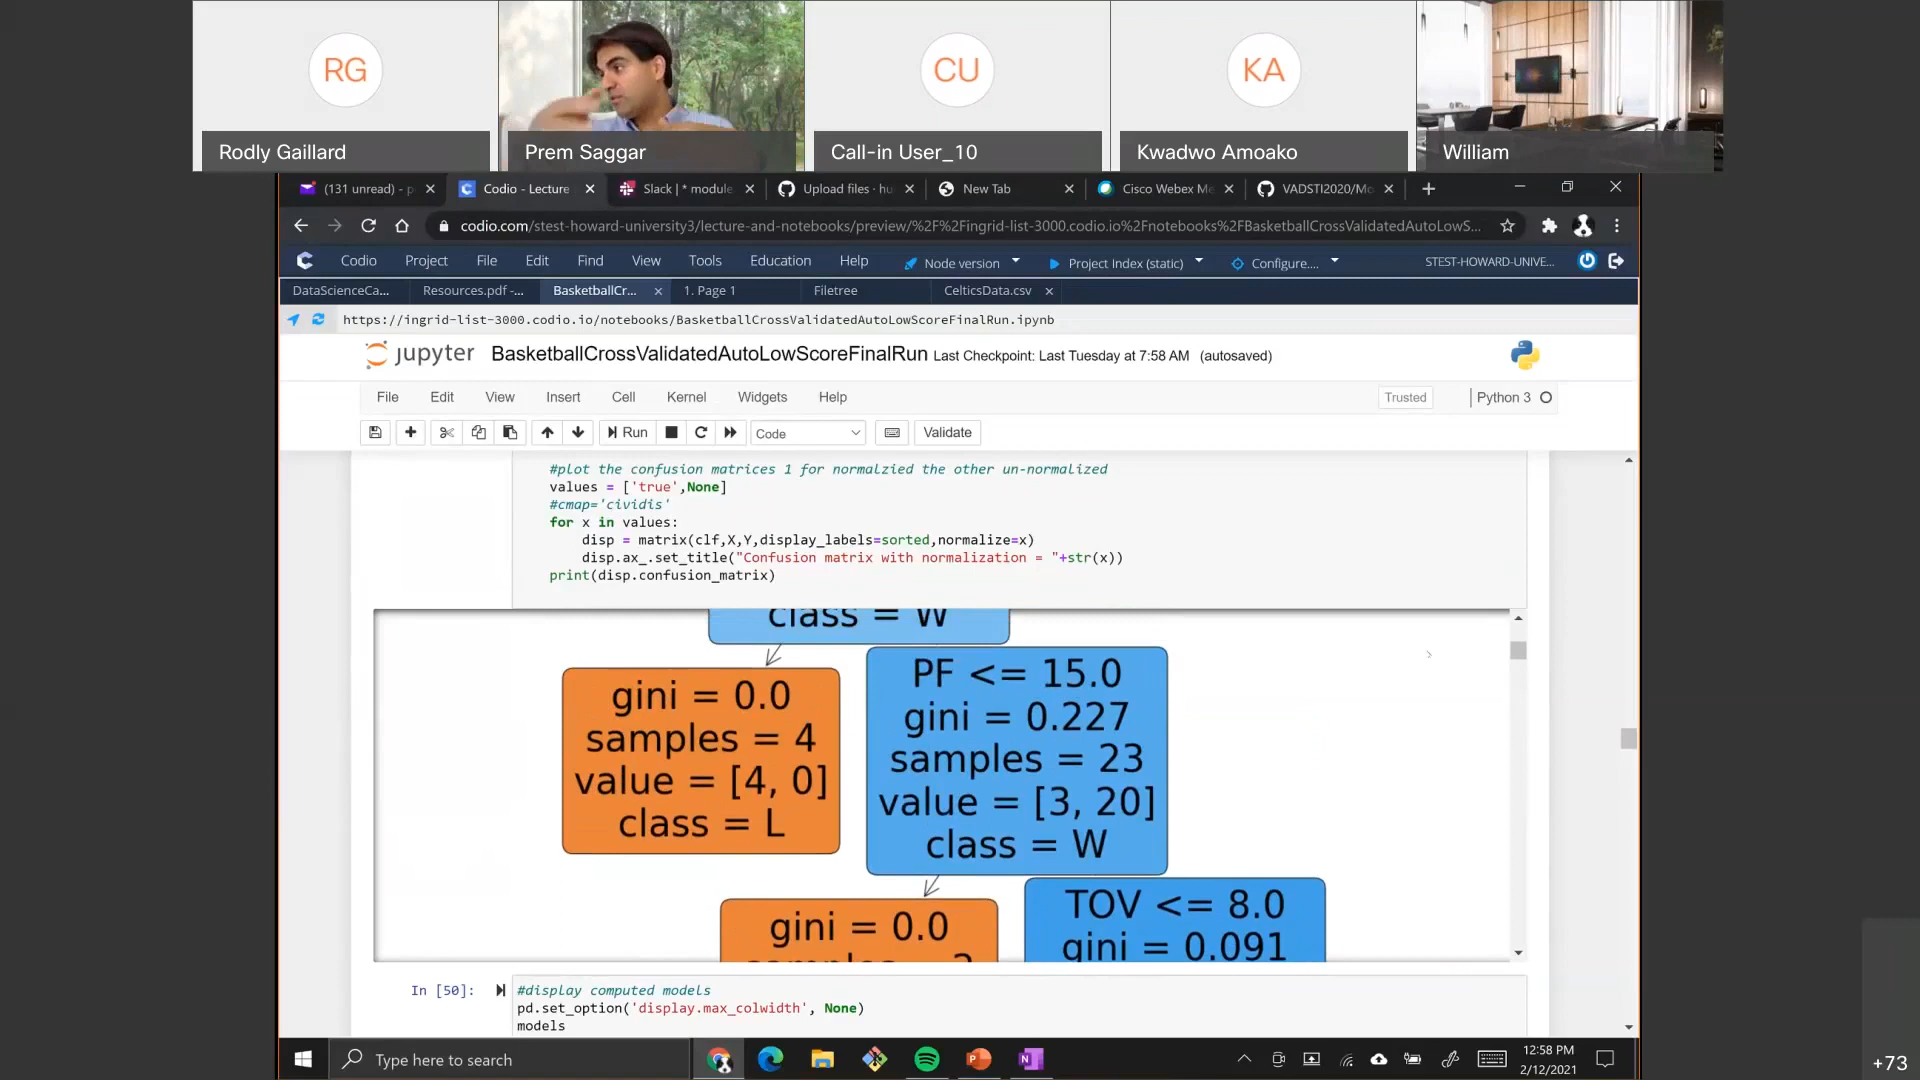 RG
CU
KA
Rodly Gaillard
Prem Saggar
Call-in User_10
Kwadwo Amoako
William
(131 unread) - p
Codio - Lecture
Slack | * module
Upload files · hu
New Tab
Cisco Webex Me
VADSTI2020/Mo
codio.com/stest-howard-university3/lecture-and-notebooks/preview/%2F%2Fingrid-list-3000.codio.io%2Fnotebooks%2FBasketballCrossValidatedAutoLowS...
Codio
Project
File
Edit
Find
View
Tools
Education
Help
Node version
Project Index (static)
Configure....
STEST-HOWARD-UNIVE...
DataScienceCa...
Resources.pdf -...
BasketballCr...
1. Page 1
Filetree
CelticsData.csv
https://ingrid-list-3000.codio.io/notebooks/BasketballCrossValidatedAutoLowScoreFinalRun.ipynb
jupyter
BasketballCrossValidatedAutoLowScoreFinalRun Last Checkpoint: Last Tuesday at 7:58 AM (autosaved)
File
Edit
View
Insert
Cell
Kernel
Widgets
Help
Trusted
Python 3
Run
Code
Validate
#plot the confusion matrices 1 for normalzied the other un-normalized
values = ['true',None]
#cmap='cividis'
for x in values:
disp = matrix(clf,X,Y,display_labels=sorted,normalize=x)
disp.ax_.set_title("Confusion matrix with normalization = "+str(x))
print(disp.confusion_matrix)
class = W
gini = 0.0
samples = 4
value = [4, 0]
class = L
PF <= 15.0
gini = 0.227
samples = 23
value = [3, 20]
class = W
gini = 0.0
TOV <= 8.0
gini = 0.091
In [50]:
#display computed models
pd.set_option('display.max_colwidth', None)
models
Type here to search
12:58 PM
2/12/2021
+73